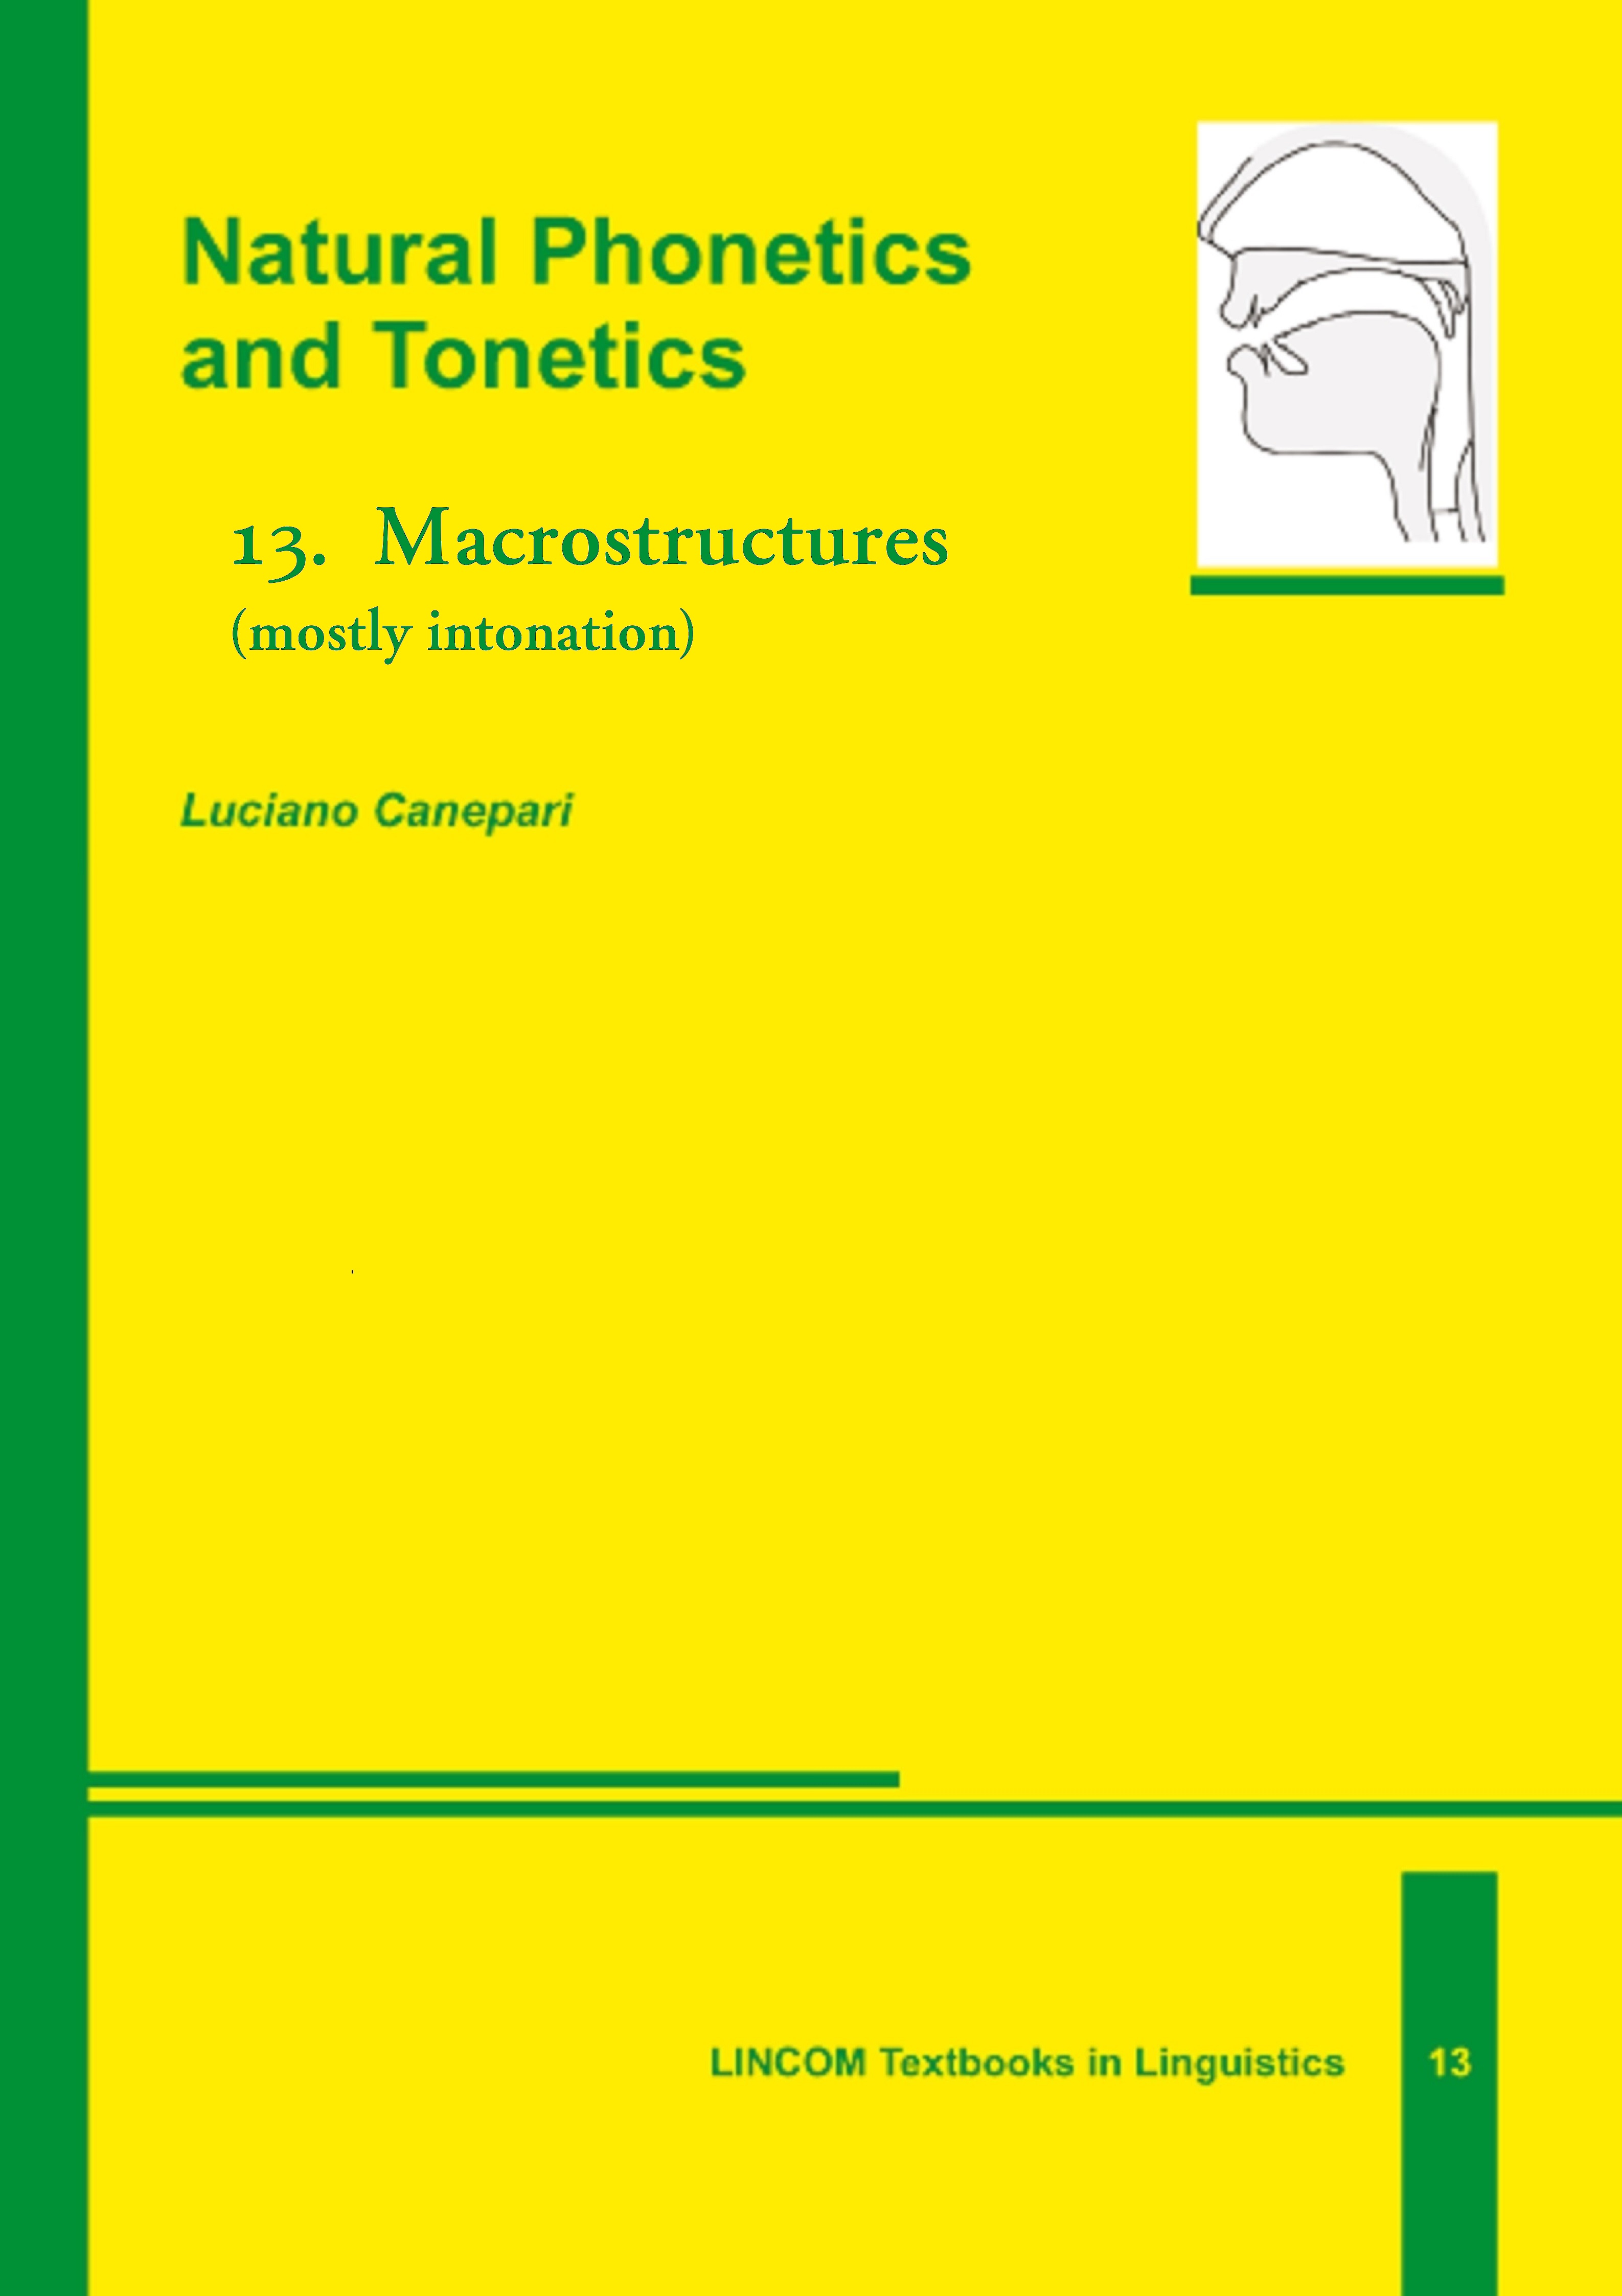 Natural Phonetics
and Tonetics
13. Macrostructures
(mostly intonation)
Luciano Canepari
LINCOM Textbooks in Linguistics 13